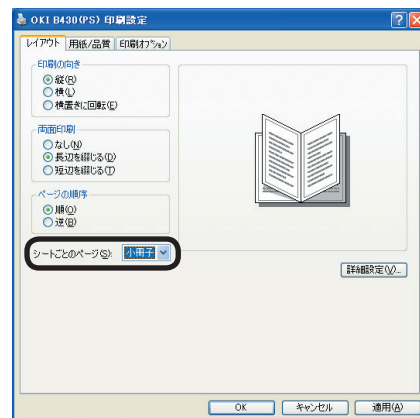 OKI B430(PS) 印刷設定
レイアウト 用紙/品質 印刷オプション
印刷の向き
縦(R)
横(L)
横置きに回転(E)
両面印刷
なし(N)
長辺を綴じる(D)
短辺を綴じる(T)
ページの順序
順(O)
逆(B)
シートごとのページ(S): 小冊子
詳細設定(V)...
OK キャンセル 適用(A)